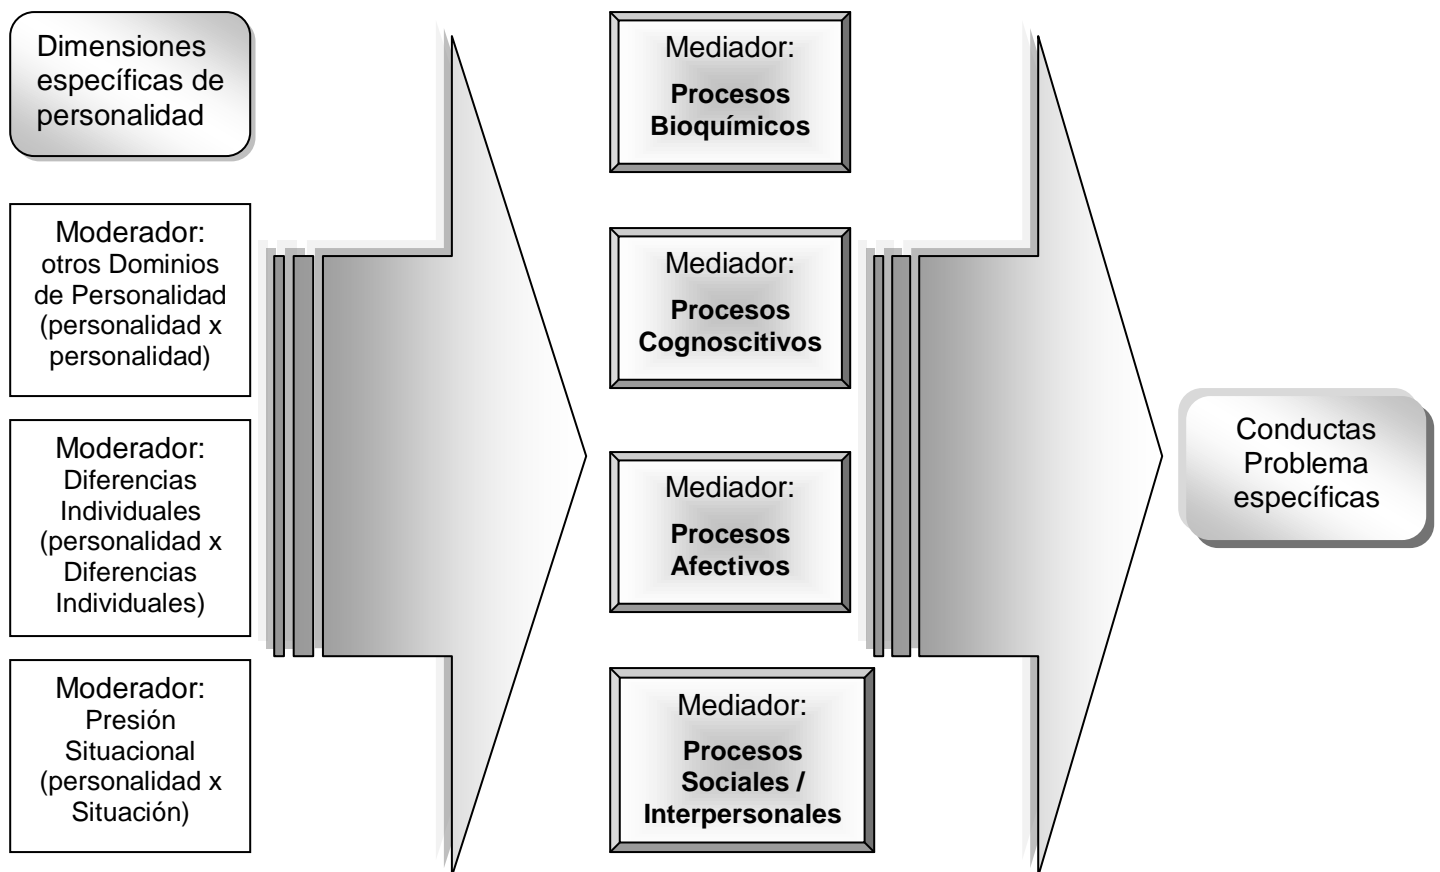 Dimensiones
específicas de
personalidad
Moderador:
otros Dominios
de Personalidad
(personalidad x
personalidad)
Moderador:
Diferencias
Individuales
(personalidad x
Diferencias
Individuales)
Moderador:
Presión
Situacional
(personalidad x
Situación)
Mediador:
Procesos
Bioquímicos
Mediador:
Procesos
Cognoscitivos
Mediador:
Procesos
Afectivos
Mediador:
Procesos
Sociales /
Interpersonales
Conductas
Problema
específicas